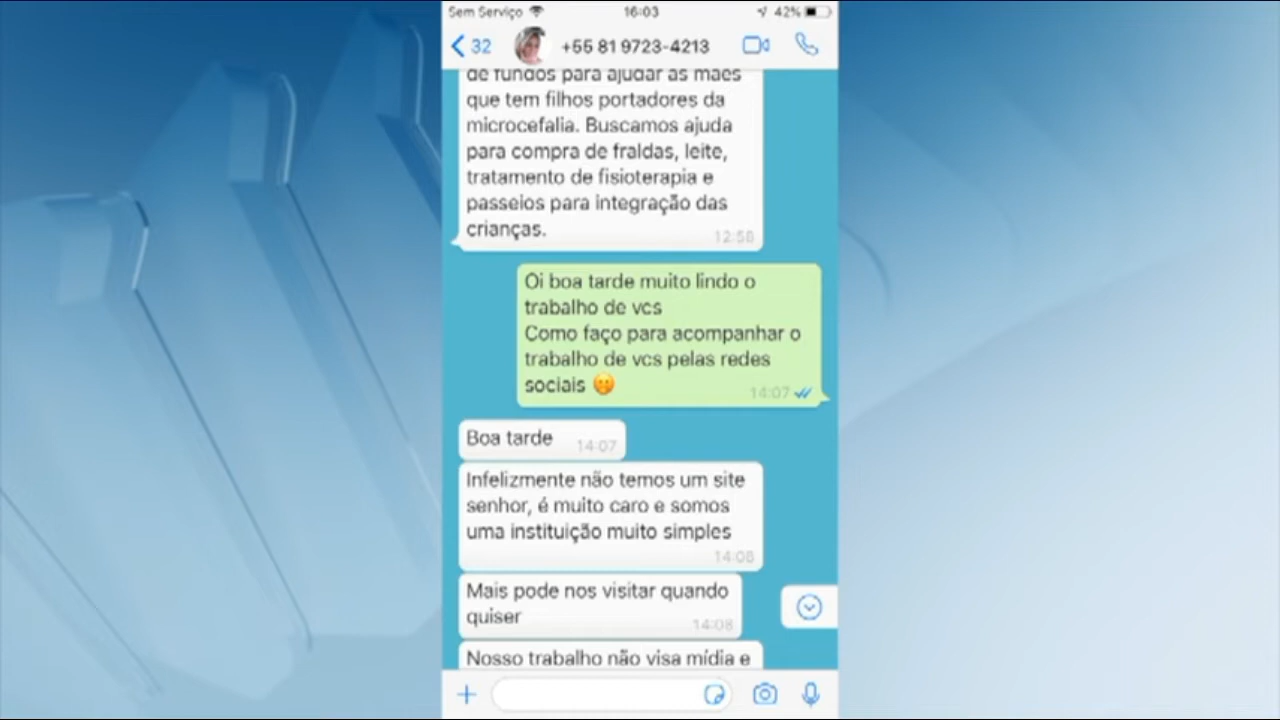 Sem Serviço
16:03
42%
32
+55 81 9723-4213
de fundos para ajudar as mães
que tem filhos portadores da
microcefalia. Buscamos ajuda
para compra de fraldas, leite,
tratamento de fisioterapia e
passeios para integração das
crianças.
12:58
Oi boa tarde muito lindo o
trabalho de vcs
Como faço para acompanhar o
trabalho de vcs pelas redes
sociais 🤭
14:07
Boa tarde
14:07
Infelizmente não temos um site
senhor, é muito caro e somos
uma instituição muito simples
14:08
Mais pode nos visitar quando
quiser
14:08
Nosso trabalho não visa mídia e